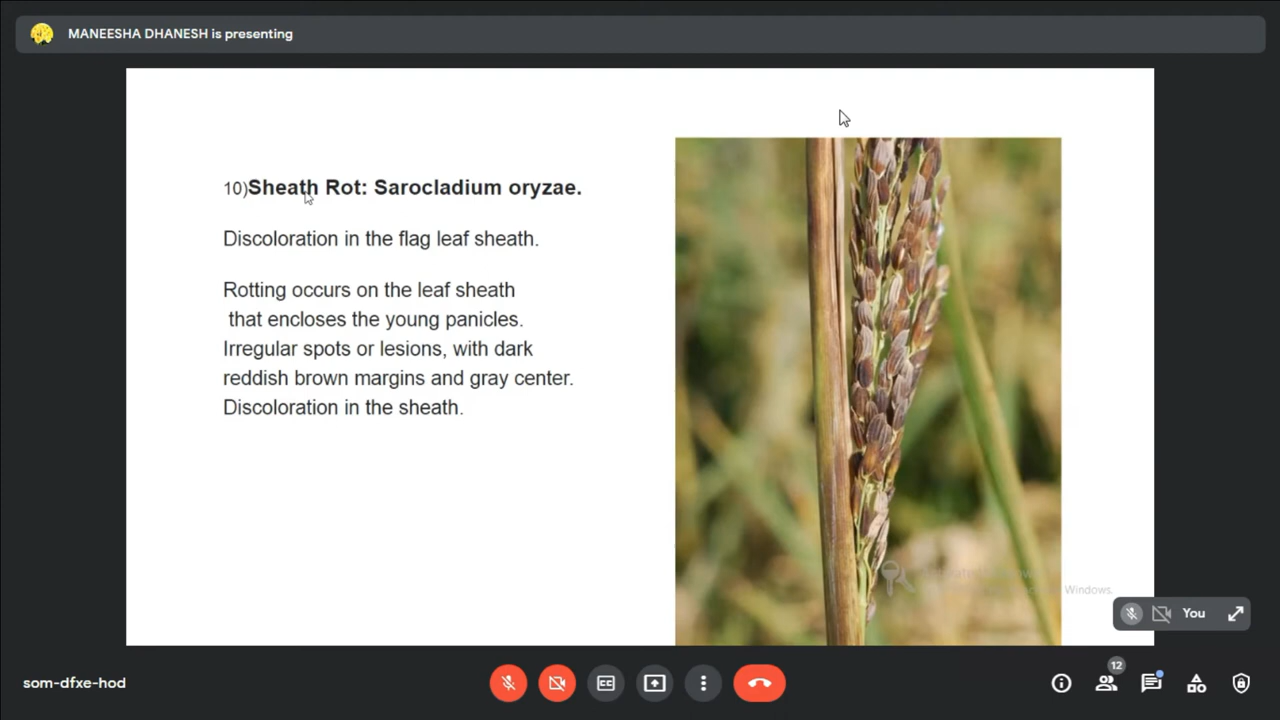 MANEESHA DHANESH is presenting
10)Sheath Rot: Sarocladium oryzae.
Discoloration in the flag leaf sheath.
Rotting occurs on the leaf sheath
that encloses the young panicles.
Irregular spots or lesions, with dark
reddish brown margins and gray center.
Discoloration in the sheath.
Windows.
You
som-dfxe-hod
CC
12